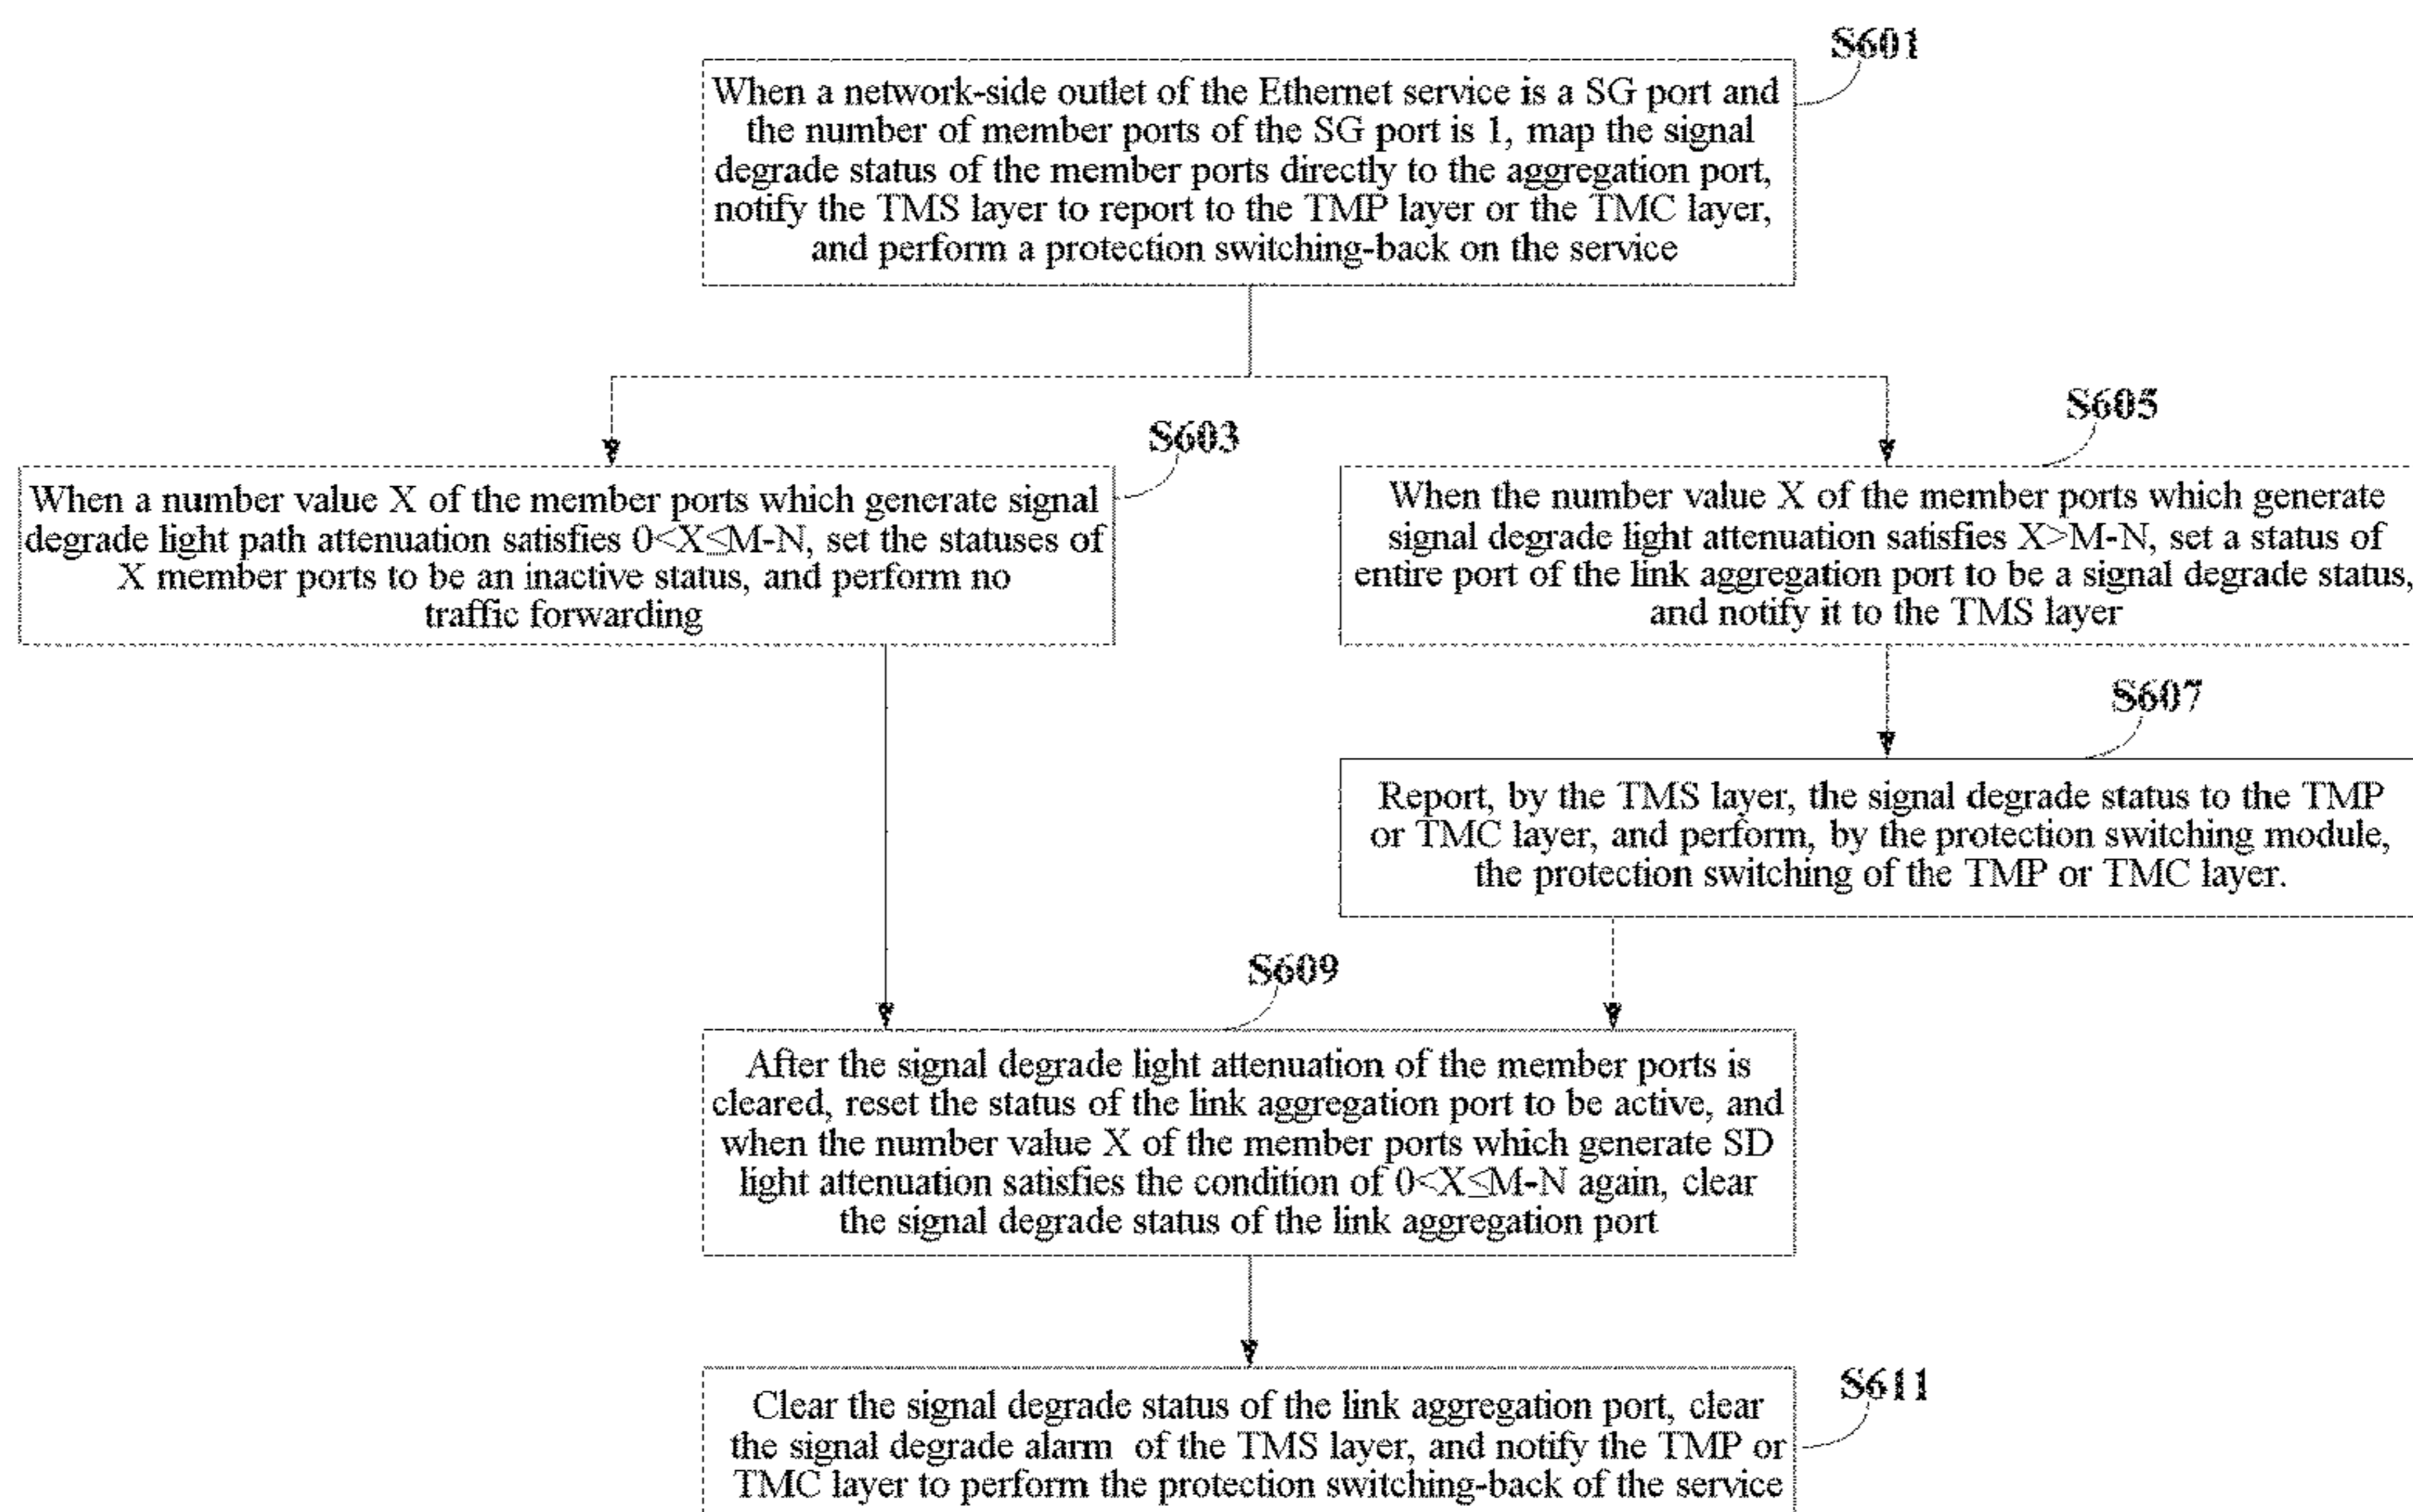 S601
When a network-side outlet of the Ethernet service is a SG port and
the number of member ports of the SG port is 1, map the signal
degrade status of the member ports directly to the aggregation port,
notify the TMS layer to report to the TMP layer or the TMC layer,
and perform a protection switching-back on the service
S603
When a number value X of the member ports which generate signal
degrade light path attenuation satisfies 0<X≤M-N, set the statuses of
X member ports to be an inactive status, and perform no
traffic forwarding
S605
When the number value X of the member ports which generate
signal degrade light attenuation satisfies X>M-N, set a status of
entire port of the link aggregation port to be a signal degrade status,
and notify it to the TMS layer
S607
Report, by the TMS layer, the signal degrade status to the TMP
or TMC layer, and perform, by the protection switching module,
the protection switching of the TMP or TMC layer.
S609
After the signal degrade light attenuation of the member ports is
cleared, reset the status of the link aggregation port to be active, and
when the number value X of the member ports which generate SD
light attenuation satisfies the condition of 0<X≤M-N again, clear
the signal degrade status of the link aggregation port
S611
Clear the signal degrade status of the link aggregation port, clear
the signal degrade alarm of the TMS layer, and notify the TMP or
TMC layer to perform the protection switching-back of the service